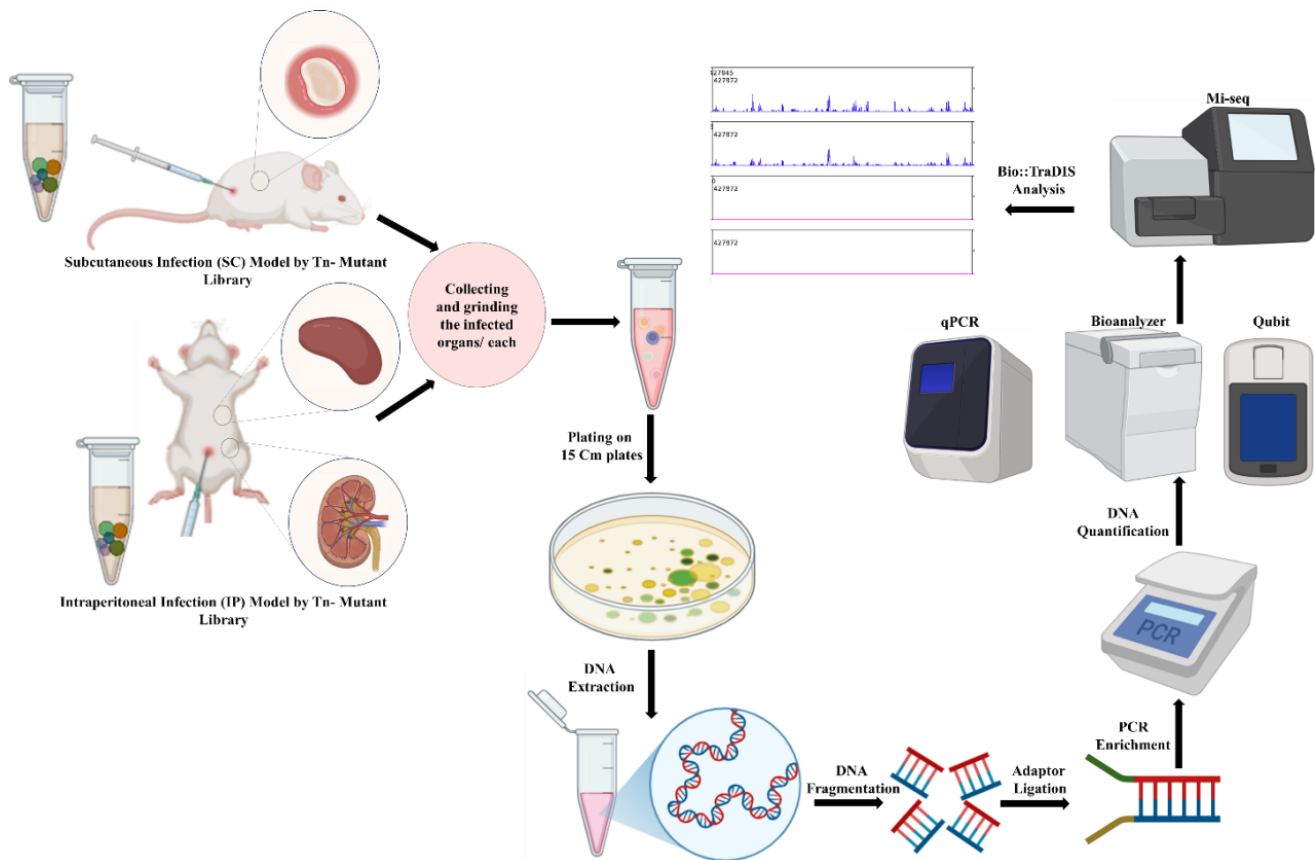 Subcutaneous Infection (SC) Model by Tn- Mutant
Library
Intraperitoneal Infection (IP) Model by Tn- Mutant
Library
Collecting
and grinding
the infected
organs/ each
Plating on
15 Cm plates
DNA
Extraction
DNA
Fragmentation
Adaptor
Ligation
PCR
Enrichment
PCR
DNA
Quantification
qPCR
Bioanalyzer
Qubit
Mi-seq
Bio::TraDIS
Analysis
427872
427872
427872
427872